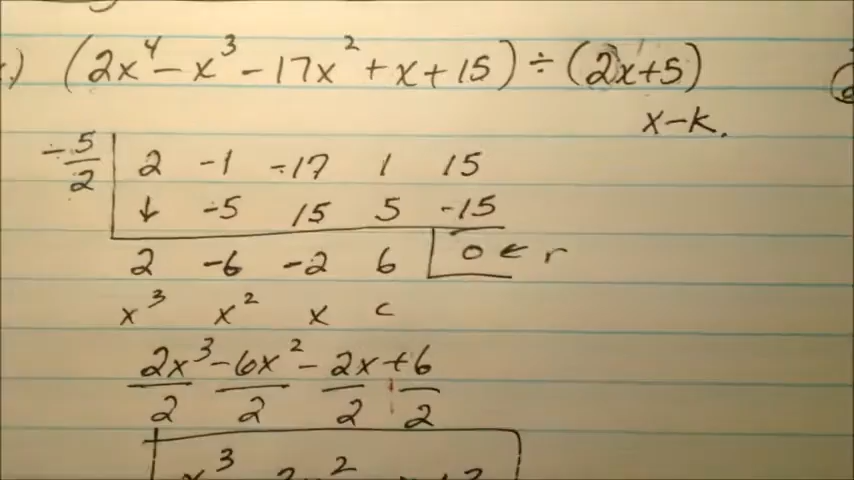 .) (2x⁴ - x³ - 17x² + x + 15) ÷ (2x+5)
x-k.
-5/2 | 2 -1 -17 1 15
↓ -5 15 5 -15
2 -6 -2 6 | 0 ← r
x³ x² x c
2x³/2 - 6x²/2 - 2x/2 + 6/2